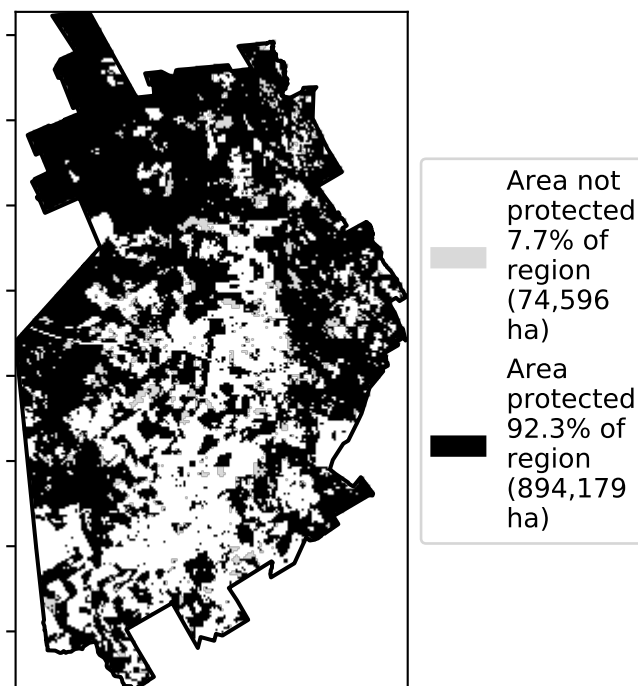 Area not
protected
7.7% of
region
(74,596
ha)
Area
protected
92.3% of
region
(894,179
ha)